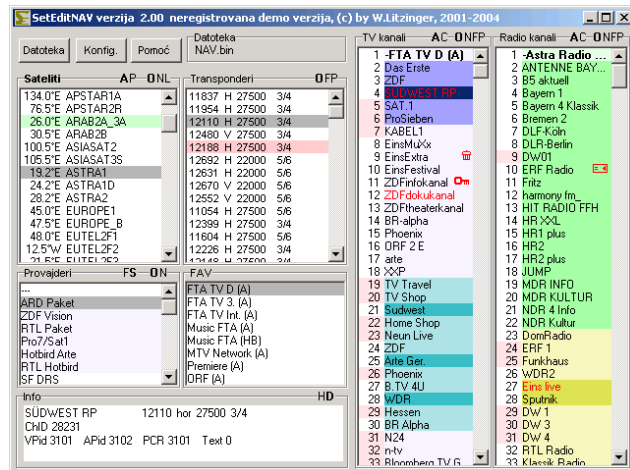 SetEditNAV verzija 2.00 neregistrovana demo verzija, (c) by W.Litzinger, 2001-2004
Datoteka
Konfig.
Pomoć
Datoteka
NAV.bin
Sateliti AP ONL
134.0°E APSTAR1A
76.5°E APSTAR2R
26.0°E ARAB2A_3A
30.5°E ARAB2B
100.5°E ASIASAT2
105.5°E ASIASAT3S
19.2°E ASTRA1
24.2°E ASTRA1D
28.2°E ASTRA2
45.0°E EUROPE1
47.5°E EUROPE_B
48.0°E EUTEL2F1
12.5°W EUTEL2F2
21.5°E EUTEL2F3
Transponderi OFP
11837 H 27500 3/4
11954 H 27500 3/4
12110 H 27500 3/4
12480 V 27500 3/4
12188 H 27500 3/4
12692 H 22000 5/6
12631 H 22000 5/6
12670 V 22000 5/6
12552 V 22000 5/6
11054 H 27500 5/6
12399 H 27500 3/4
11604 H 27500 5/6
12226 H 27500 3/4
12148 H 27500 3/4
Provajderi FS ON
---
ARD Paket
ZDF Vision
RTL Paket
Pro7/Sat1
Hotbird Arte
RTL Hotbird
SF DRS
FAV
FTA TV D (A)
FTA TV 3. (A)
FTA TV Int. (A)
Music FTA (A)
Music FTA (HB)
MTV Network (A)
Premiere (A)
ORF (A)
Info HD
SÜDWEST RP 12110 hor 27500 3/4
ChID 28231
VPid 3101 APid 3102 PCR 3101 Text 0
TV kanali AC ONFP
1 -FTA TV D (A)
2 Das Erste
3 ZDF
4 SÜDWEST RP
5 SAT.1
6 ProSieben
7 KABEL1
8 EinsMuXx
9 EinsExtra
10 EinsFestival
11 ZDFinfokanal
12 ZDFdokukanal
13 ZDFtheaterkanal
14 BR-alpha
15 Phoenix
16 ORF 2 E
17 arte
18 XXP
19 TV Travel
20 TV Shop
21 Sudwest
22 Home Shop
23 Neun Live
24 ZDF
25 Arte Ger.
26 Phoenix
27 B.TV 4U
28 WDR
29 Hessen
30 BR Alpha
31 N24
32 n-tv
33 Bloomberg TV G
Radio kanali AC ONFP
1 -Astra Radio ...
2 ANTENNE BAY...
3 B5 aktuell
4 Bayern 1
5 Bayern 4 Klassik
6 Bremen 2
7 DLF-Köln
8 DLR-Berlin
9 DW01
10 ERF Radio
11 Fritz
12 harmony fm_
13 HIT RADIO FFH
14 HR XXL
15 HR1 plus
16 HR2
17 HR2 plus
18 JUMP
19 MDR INFO
20 MDR KULTUR
21 NDR 4 Info
22 NDR Kultur
23 DomRadio
24 ERF 1
25 Funkhaus
26 WDR2
27 Eins live
28 Sputnik
29 DW 1
30 DW 3
31 DW 4
32 RTL Radio
33 Klassik Radio